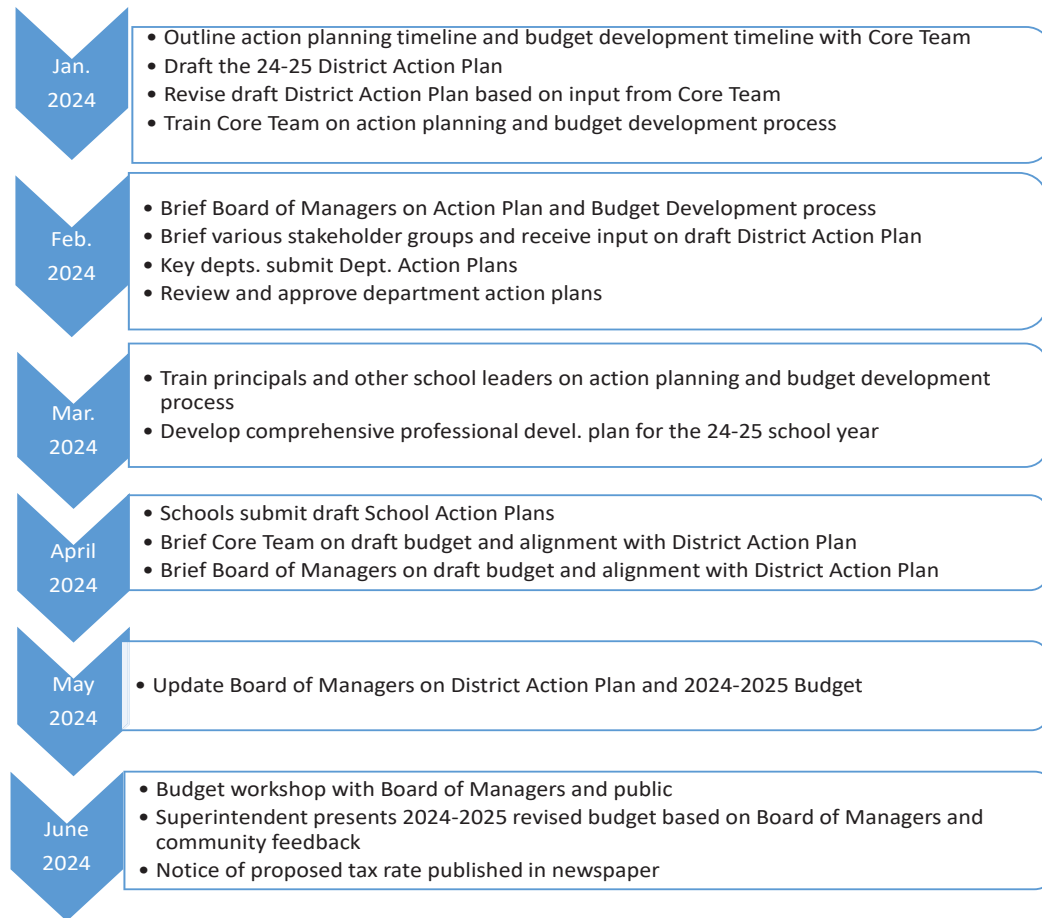 Jan.
2024
• Outline action planning timeline and budget development timeline with Core Team
• Draft the 24-25 District Action Plan
• Revise draft District Action Plan based on input from Core Team
• Train Core Team on action planning and budget development process
Feb.
2024
• Brief Board of Managers on Action Plan and Budget Development process
• Brief various stakeholder groups and receive input on draft District Action Plan
• Key depts. submit Dept. Action Plans
• Review and approve department action plans
Mar.
2024
• Train principals and other school leaders on action planning and budget development
process
• Develop comprehensive professional devel. plan for the 24-25 school year
April
2024
• Schools submit draft School Action Plans
• Brief Core Team on draft budget and alignment with District Action Plan
• Brief Board of Managers on draft budget and alignment with District Action Plan
May
2024
• Update Board of Managers on District Action Plan and 2024-2025 Budget
June
2024
• Budget workshop with Board of Managers and public
• Superintendent presents 2024-2025 revised budget based on Board of Managers and
community feedback
• Notice of proposed tax rate published in newspaper